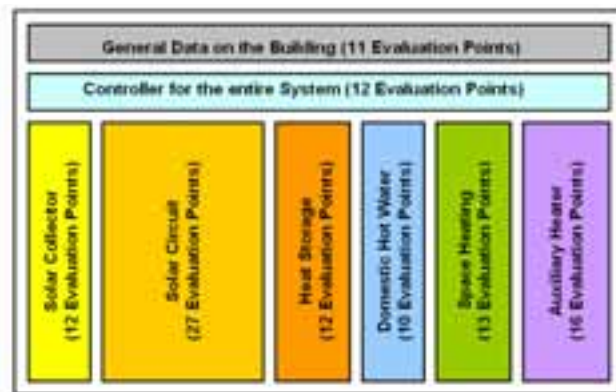 General Data on the Building (11 Evaluation Points)
Controller for the entire System (12 Evaluation Points)
Solar Collector
(12 Evaluation Points)
Solar Circuit
(27 Evaluation Points)
Heat Storage
(12 Evaluation Points)
Domestic Hot Water
(10 Evaluation Points)
Space Heating
(13 Evaluation Points)
Auxiliary Heater
(16 Evaluation Points)